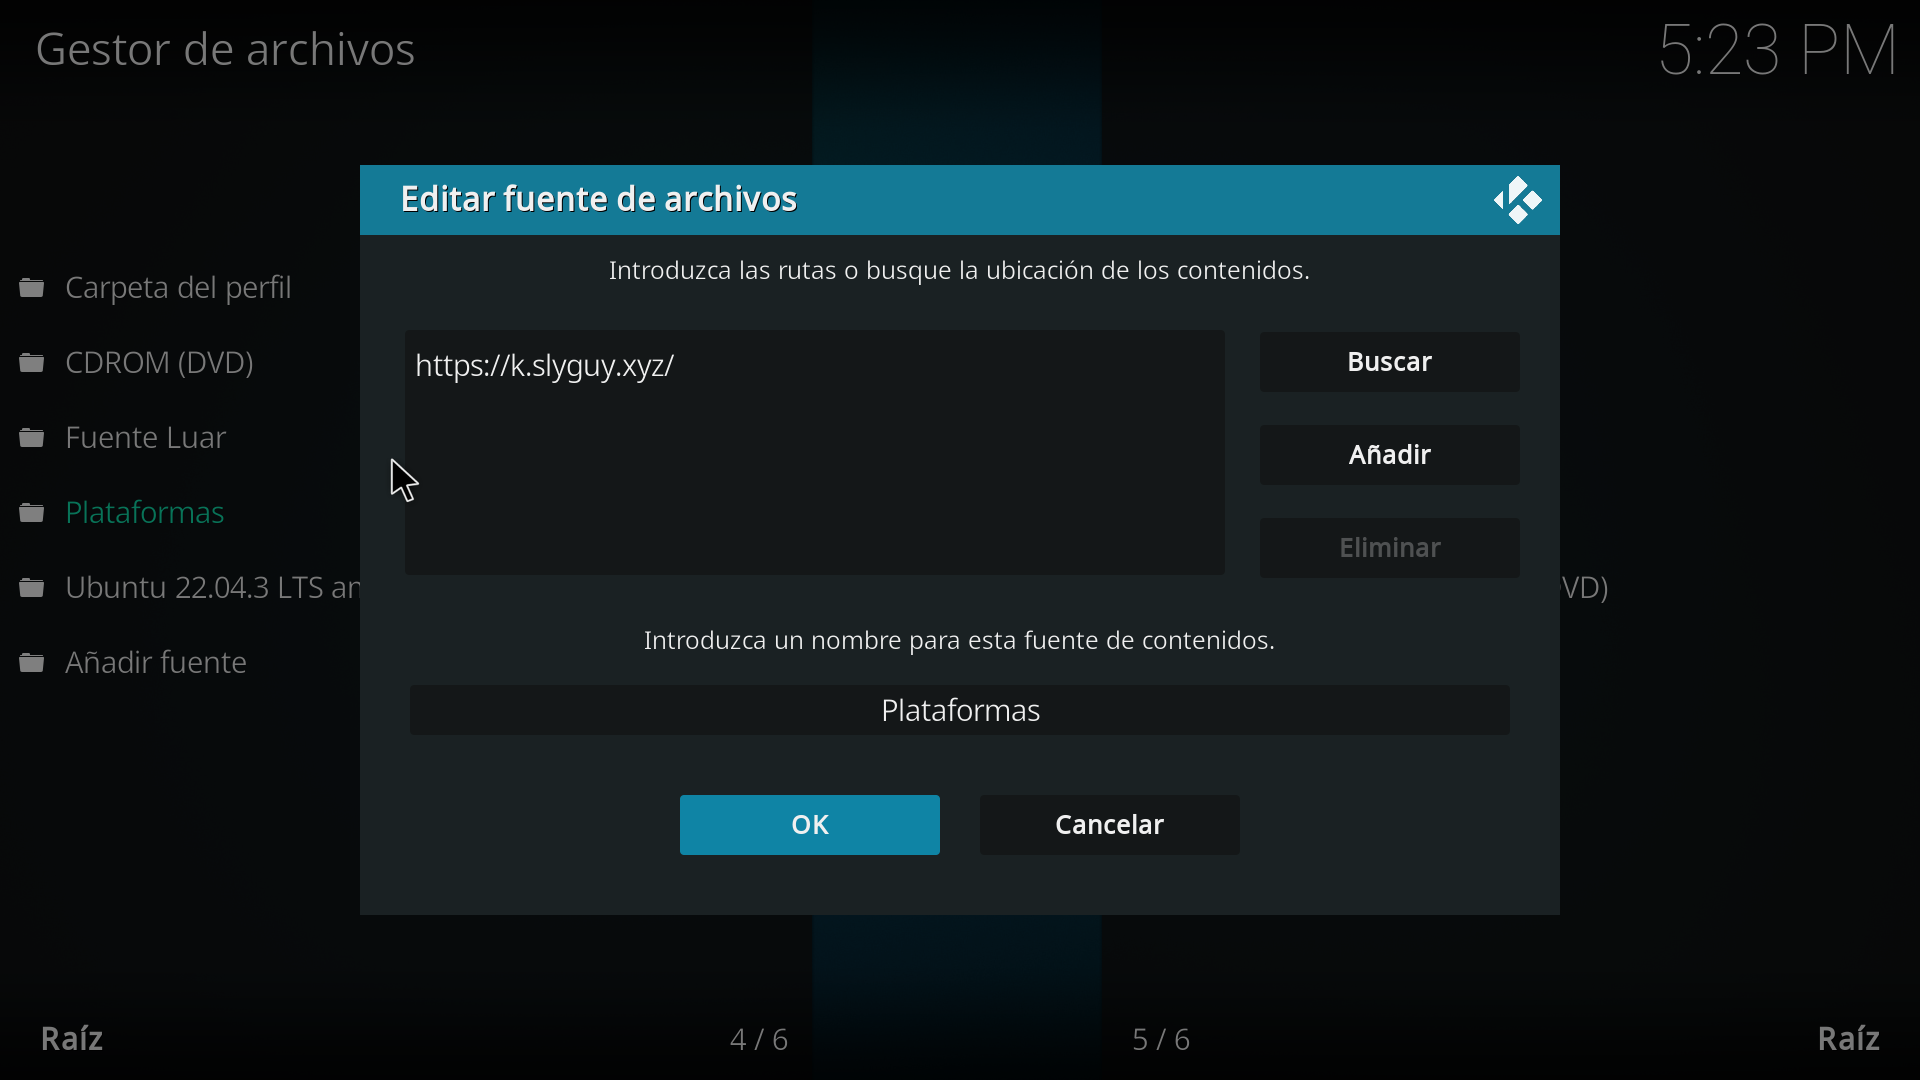 Gestor de archivos
5:23 PM
Editar fuente de archivos
Introduzca las rutas o busque la ubicación de los contenidos.
Carpeta del perfil
CDROM (DVD)
Fuente Luar
Plataformas
Ubuntu 22.04.3 LTS
VD)
Añadir fuente
https://k.slyguy.xyz/
Buscar
Añadir
Eliminar
Introduzca un nombre para esta fuente de contenidos.
Plataformas
OK
Cancelar
Raíz
4 / 6
5 / 6
Raíz